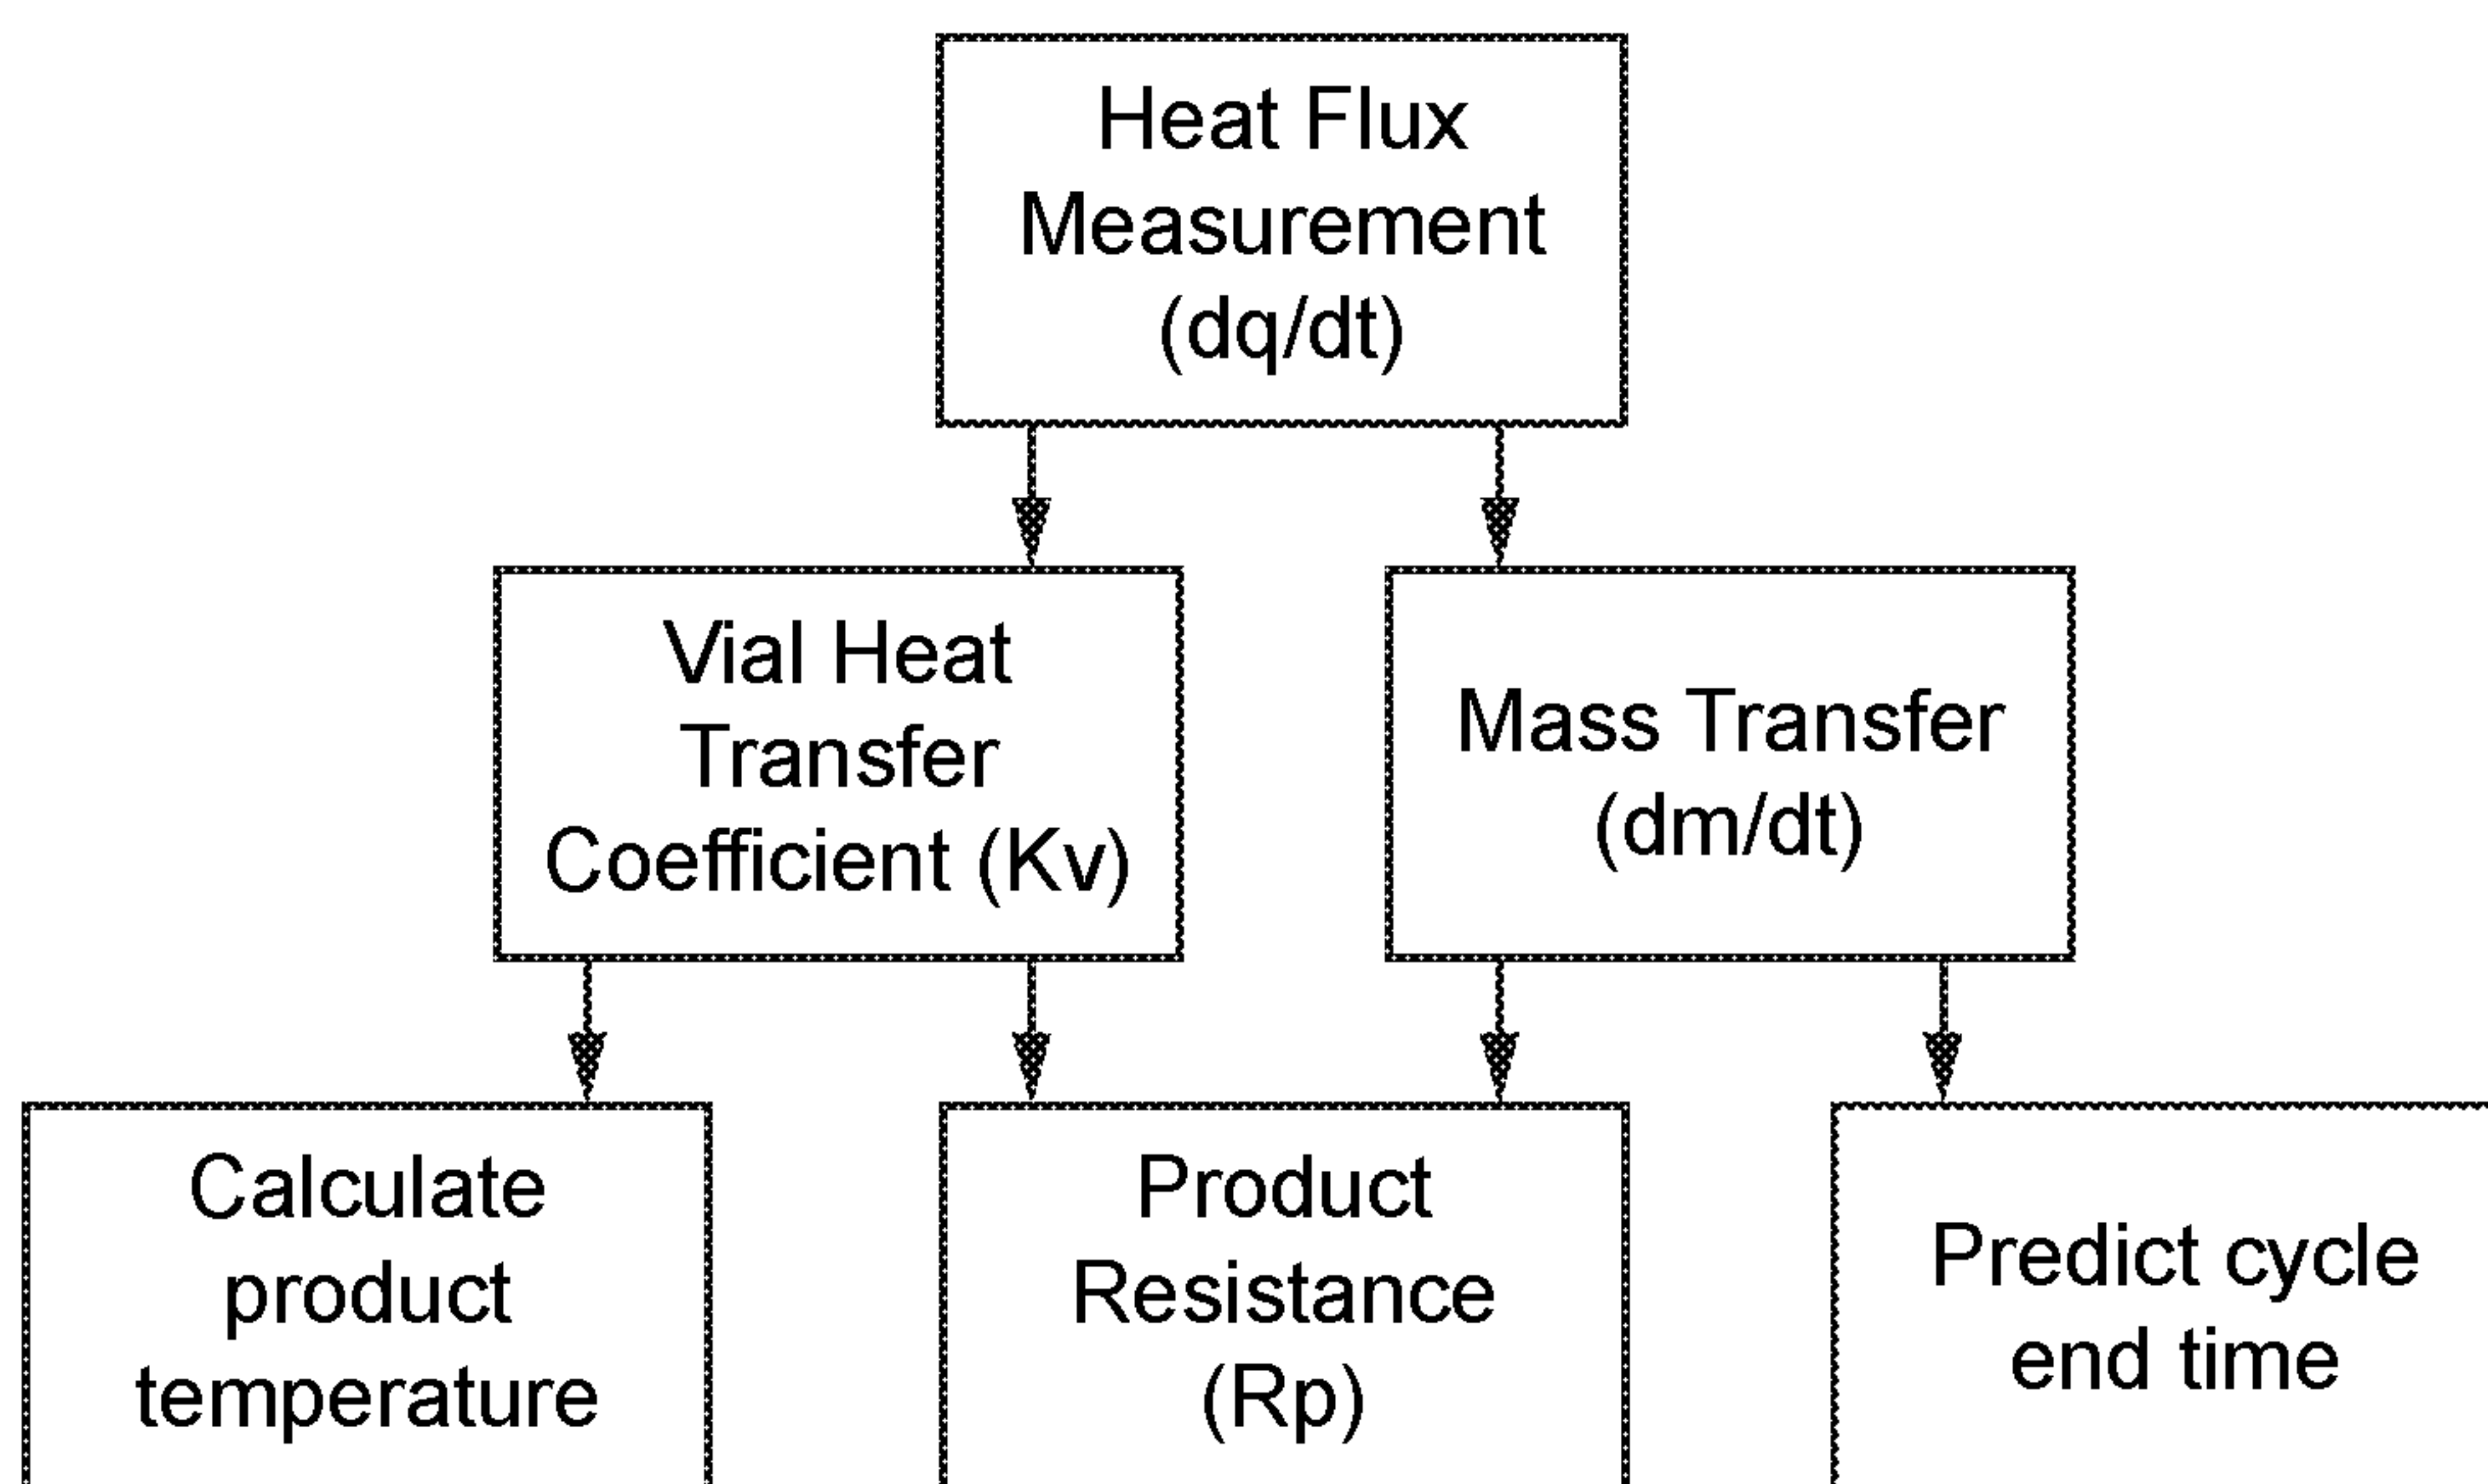 Heat Flux
Measurement
(dq/dt)
Vial Heat
Transfer
Coefficient (Kv)
Mass Transfer
(dm/dt)
Calculate
product
temperature
Product
Resistance
(Rp)
Predict cycle
end time